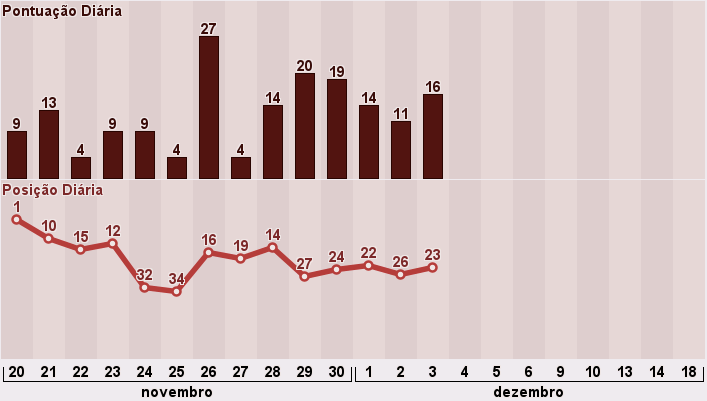 Pontuação Diária
9 13 4 9 9 4 27 4 14 20 19 14 11 16
Posição Diária
1 10 15 12 32 34 16 19 14 27 24 22 26 23
20 21 22 23 24 25 26 27 28 29 30 1 2 3 4 5 6 9 10 13 14 18
novembro dezembro